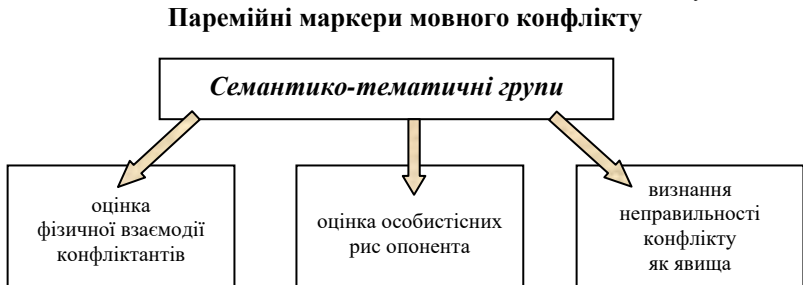 Паремійні маркери мовного конфлікту
Семантико-тематичні групи
оцінка
фізичної взаємодії
конфліктантів
оцінка особистісних
рис опонента
визнання
неправильності
конфлікту
як явища